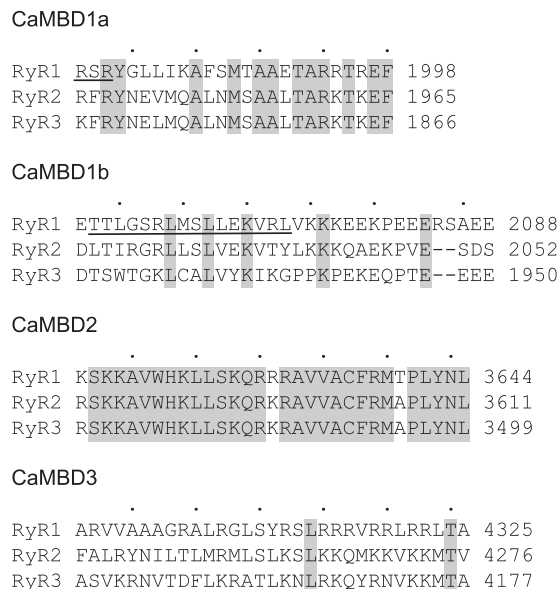 CaMBD1a
RyR1 RSRYGLLIKAFSMTAAETARRTREF 1998
RyR2 RFRYNEVMQALNMSAALTARKTKEF 1965
RyR3 KFRYNELMQALNMSAALTARKTKEF 1866
CaMBD1b
RyR1 ETTLGSRLMSLLEKVRLVKKKEEKPEEERSAEE 2088
RyR2 DLTIRGRLLSLVEKVTYLKKKQAEKPVE--SDS 2052
RyR3 DTSWTGKLCALVYKIKGPPKPEKEQPTE--EEE 1950
CaMBD2
RyR1 KSKKAVWHKLLSKQRRRAVVACFRMTPLYNL 3644
RyR2 RSKKAVWHKLLSKQRKRAVVACFRMAPLYNL 3611
RyR3 RSKKAVWHKLLSKQRKRAVVACFRMAPLYNL 3499
CaMBD3
RyR1 ARVVAAAGRALRGLSYRSLRRRVRRLRRLTA 4325
RyR2 FALRYNILTLMRMLSLKSLKKQMKKVKKMTV 4276
RyR3 ASVKRNVTDFLKRATLKNLRKQYRNVKKMTA 4177